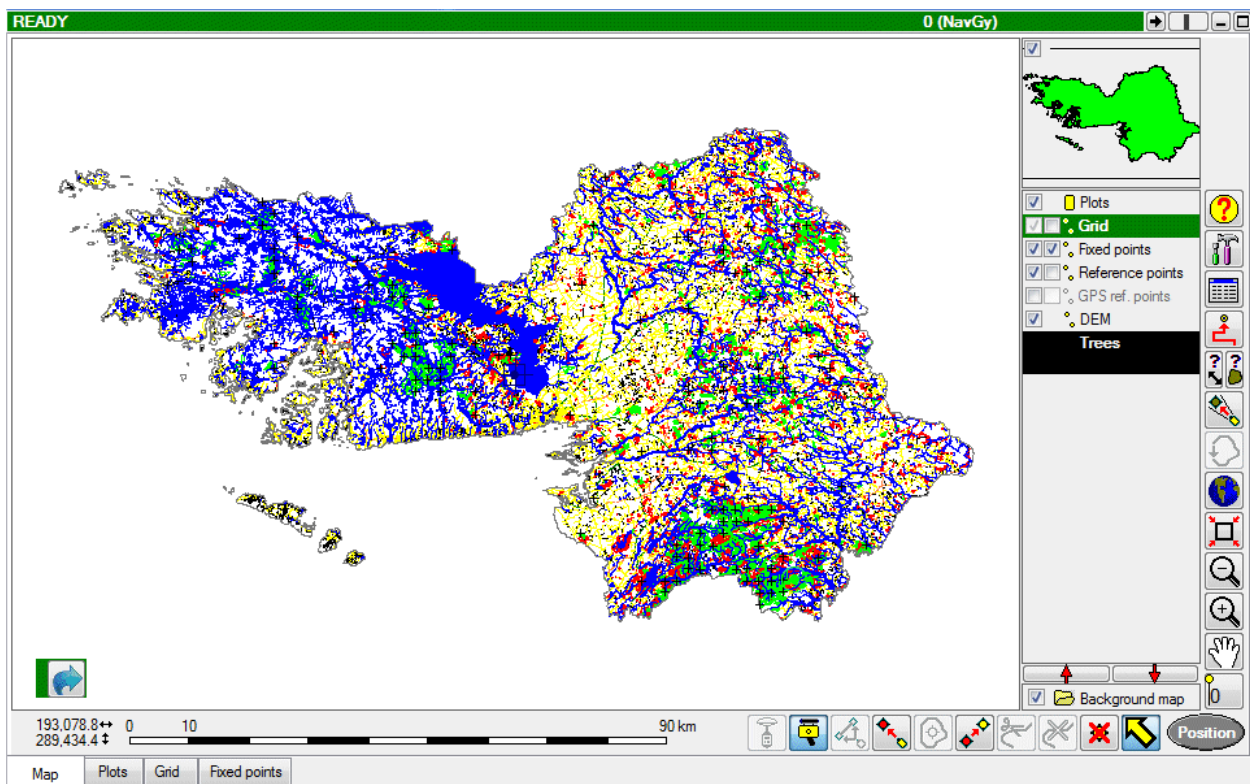 READY 0 (NavGy)
Plots
Grid
Fixed points
Reference points
GPS ref. points
DEM
Trees
Background map
193,078.8 0 10 90 km
289,434.4
Position
Map Plots Grid Fixed points